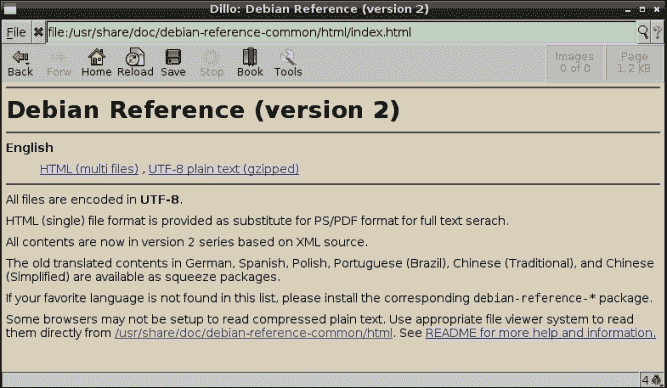 Dillo: Debian Reference (version 2)
File file:/usr/share/doc/debian-reference-common/html/index.html ?
Back Forw Home Reload Save Stop Book Tools
Images Page
0 of 0 1.2 KB
Debian Reference (version 2)
English
HTML (multi files) , UTF-8 plain text (gzipped)
All files are encoded in UTF-8.
HTML (single) file format is provided as substitute for PS/PDF format for full text serach.
All contents are now in version 2 series based on XML source.
The old translated contents in German, Spanish, Polish, Portuguese (Brazil), Chinese (Traditional), and Chinese
(Simplified) are available as squeeze packages.
If your favorite language is not found in this list, please install the corresponding debian-reference-* package.
Some browsers may not be setup to read compressed plain text. Use appropriate file viewer system to read
them directly from /usr/share/doc/debian-reference-common/html. See README for more help and information.
4